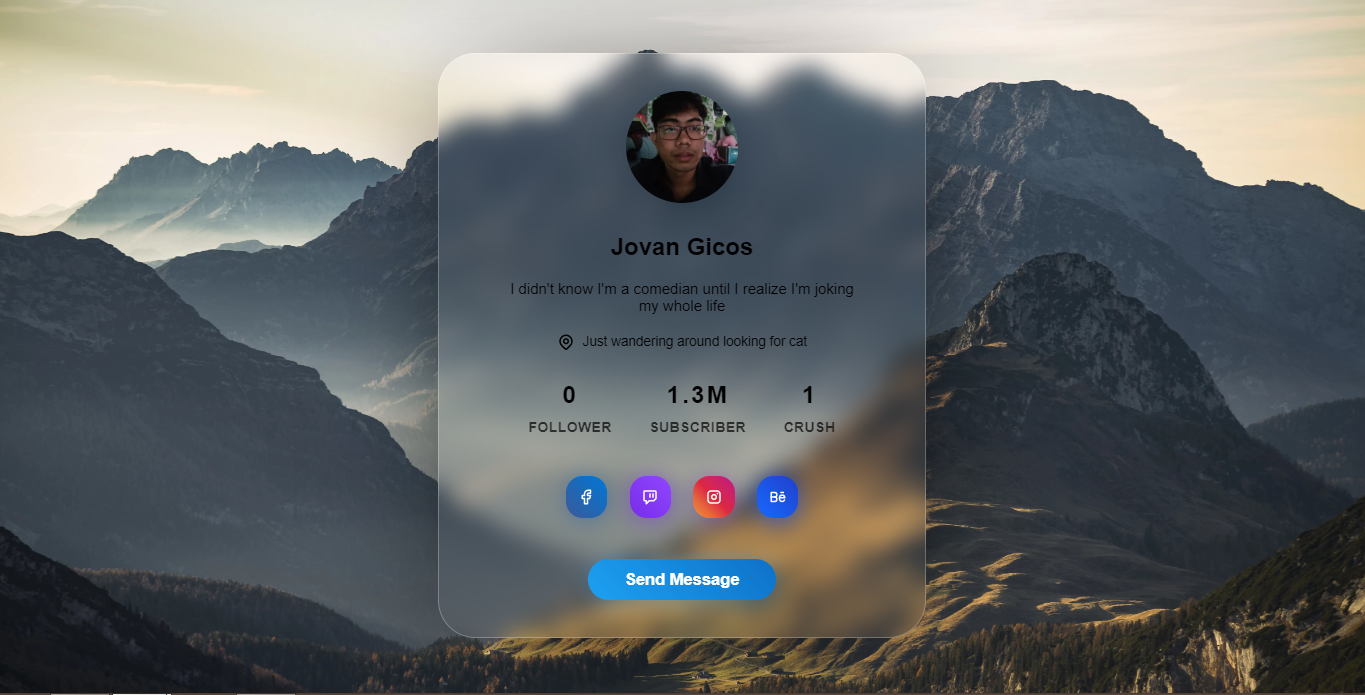 Jovan Gicos
I didn't know I'm a comedian until I realize I'm joking
my whole life
Just wandering around looking for cat
0 1.3M 1
FOLLOWER SUBSCRIBER CRUSH
Bē
Send Message